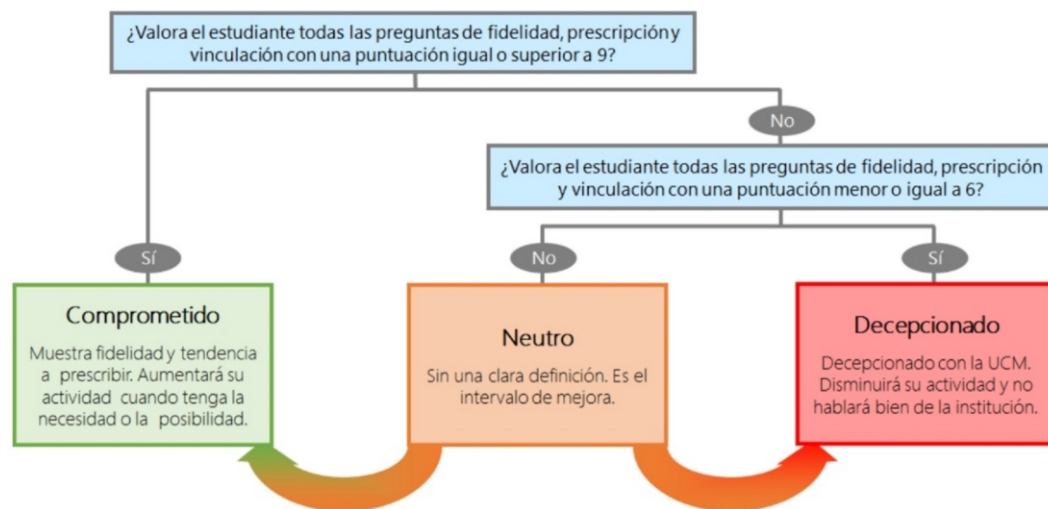 ¿Valora el estudiante todas las preguntas de fidelidad, prescripción y
vinculación con una puntuación igual o superior a 9?
No
¿Valora el estudiante todas las preguntas de fidelidad, prescripción
y vinculación con una puntuación menor o igual a 6?
Sí
No
Sí
Comprometido
Muestra fidelidad y tendencia
a prescribir. Aumentará su
actividad cuando tenga la
necesidad o la posibilidad.
Neutro
Sin una clara definición. Es el
intervalo de mejora.
Decepcionado
Decepcionado con la UCM.
Disminuirá su actividad y no
hablará bien de la institución.